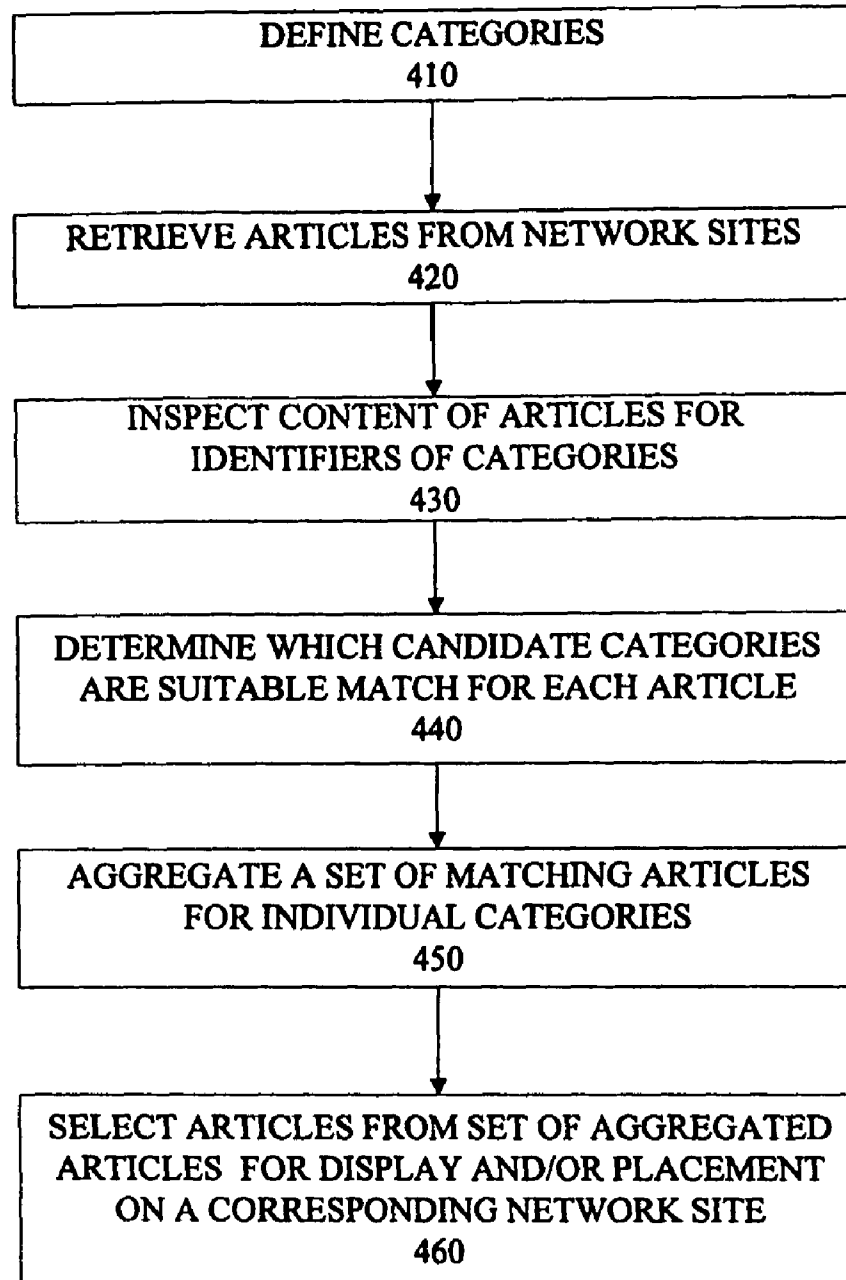 DEFINE CATEGORIES
410
RETRIEVE ARTICLES FROM NETWORK SITES
420
INSPECT CONTENT OF ARTICLES FOR
IDENTIFIERS OF CATEGORIES
430
DETERMINE WHICH CANDIDATE CATEGORIES
ARE SUITABLE MATCH FOR EACH ARTICLE
440
AGGREGATE A SET OF MATCHING ARTICLES
FOR INDIVIDUAL CATEGORIES
450
SELECT ARTICLES FROM SET OF AGGREGATED
ARTICLES FOR DISPLAY AND/OR PLACEMENT
ON A CORRESPONDING NETWORK SITE
460